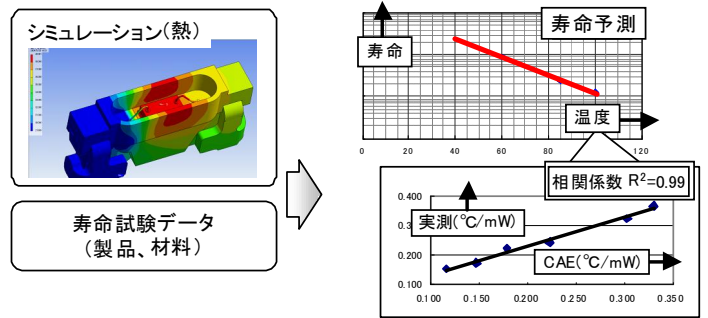 シミュレーション(熱)
寿命試験データ
(製品、材料)
寿命予測
寿命
温度
0 20 40 60 80 100 120
相関係数 R²=0.99
実測(℃/mW)
CAE(℃/mW)
0.400
0.200
0.100
0.100 0.150 0.200 0.250 0.300 0.350